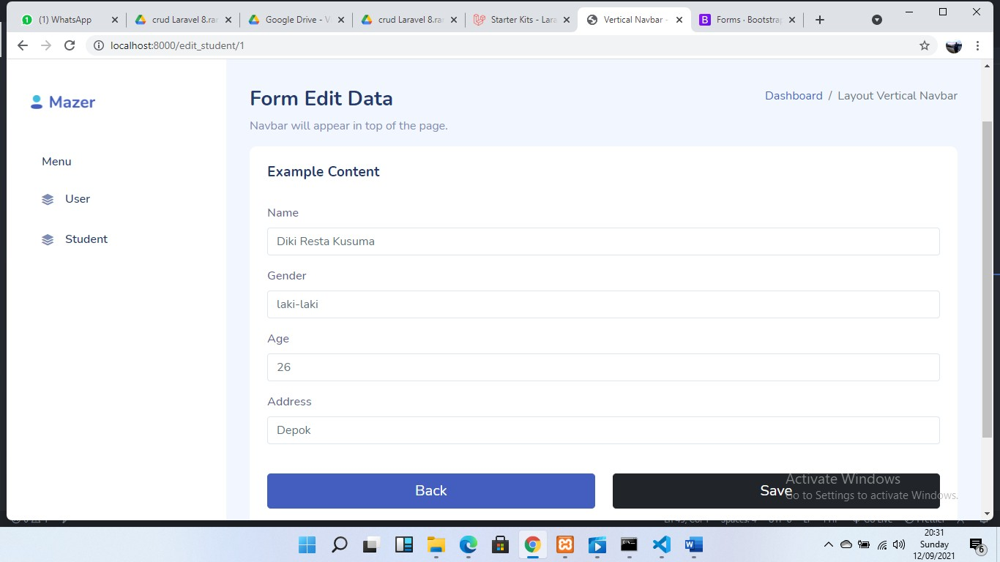 (1) WhatsApp
crud Laravel 8.rar
Google Drive - V
crud Laravel 8.rar
Starter Kits - Lara
Vertical Navbar -
Forms · Bootstrap
localhost:8000/edit_student/1
Mazer
Menu
User
Student
Form Edit Data
Navbar will appear in top of the page.
Dashboard / Layout Vertical Navbar
Example Content
Name
Diki Resta Kusuma
Gender
laki-laki
Age
26
Address
Depok
Back
Save
Activate Windows
Go to Settings to activate Windows.
20:31
Sunday
12/09/2021
6